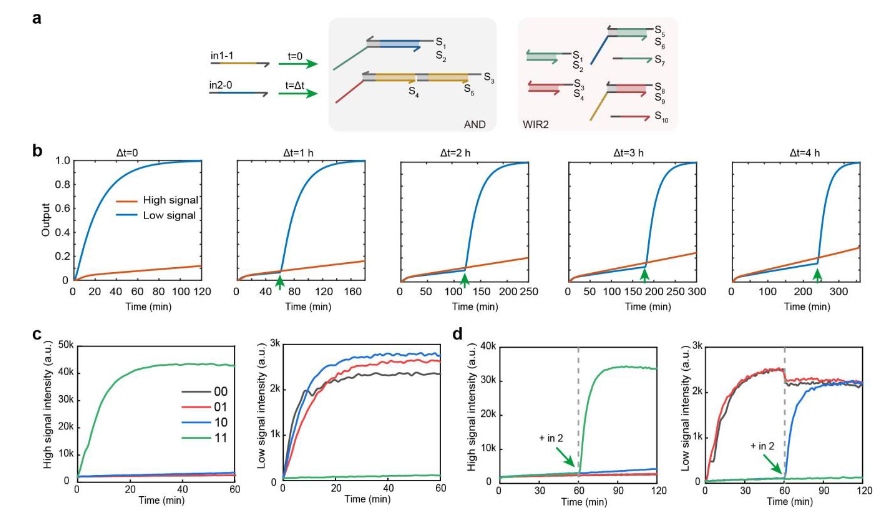 a
in1-1 t=0
in2-0 t=Δt
S1
S2
S3
S4 S5
AND
S1
S2
S3
S4
S5
S6
S7
S8
S9
S10
WIR2
b
Δt=0 Δt=1 h Δt=2 h Δt=3 h Δt=4 h
Output
1.0
0.8
0.6
0.4
0.2
0
High signal
Low signal
0 20 40 60 80 100 120
0 40 80 120 160
0 50 100 150 200 250
0 50 100 150 200 250 300
0 100 200 300
Time (min) Time (min) Time (min) Time (min) Time (min)
c
High signal intensity (a.u.)
50k
40k
30k
20k
10k
0
00
01
10
11
0 20 40 60
Time (min)
Low signal intensity (a.u.)
3k
2k
1k
0
0 20 40 60
Time (min)
d
High signal intensity (a.u.)
40k
30k
20k
10k
0
+ in 2
0 30 60 90 120
Time (min)
Low signal intensity (a.u.)
3k
2k
1k
0
+ in 2
0 30 60 90 120
Time (min)